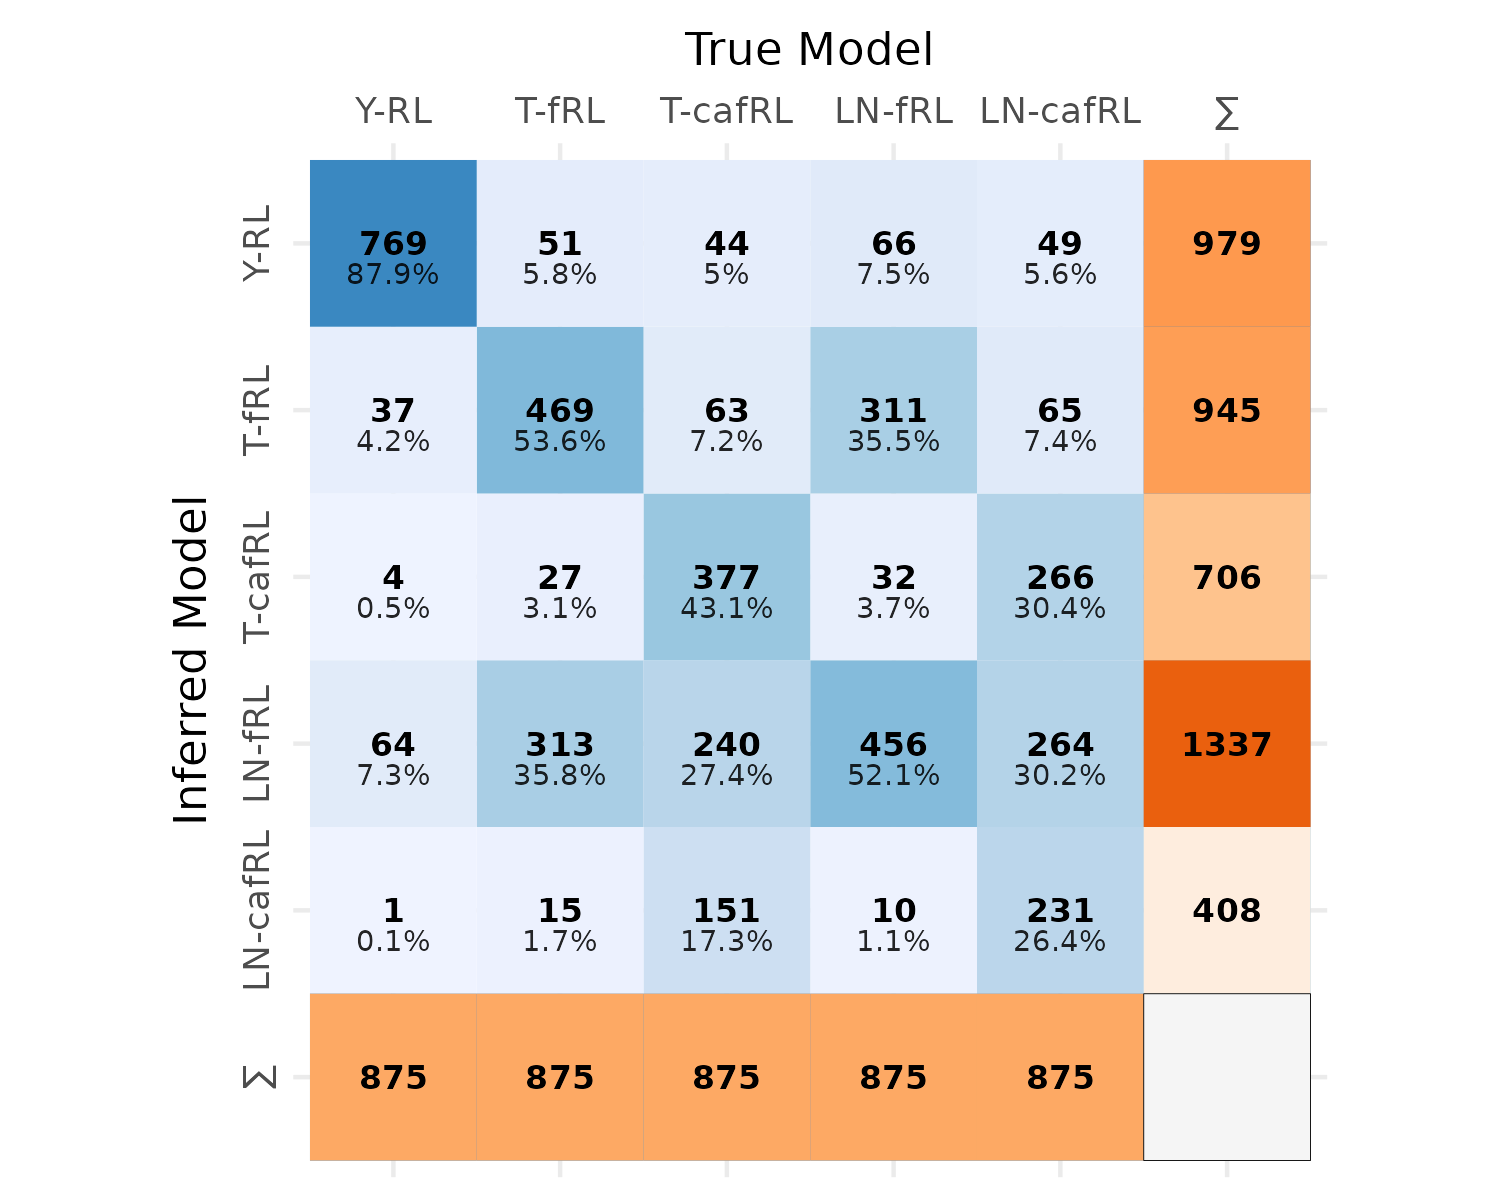 True Model
Y-RL T-fRL T-cafRL LN-fRL LN-cafRL Σ
Inferred Model
Y-RL
769 51 44 66 49 979
87.9% 5.8% 5% 7.5% 5.6%
T-fRL
37 469 63 311 65 945
4.2% 53.6% 7.2% 35.5% 7.4%
T-cafRL
4 27 377 32 266 706
0.5% 3.1% 43.1% 3.7% 30.4%
LN-fRL
64 313 240 456 264 1337
7.3% 35.8% 27.4% 52.1% 30.2%
LN-cafRL
1 15 151 10 231 408
0.1% 1.7% 17.3% 1.1% 26.4%
Σ
875 875 875 875 875